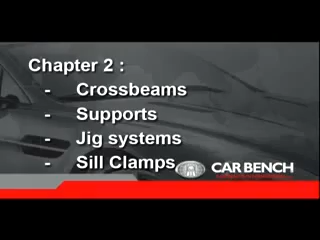 Chapter 2 :
- Crossbeams
- Supports
- Jig systems
- Sill Clamps
CAR BENCH